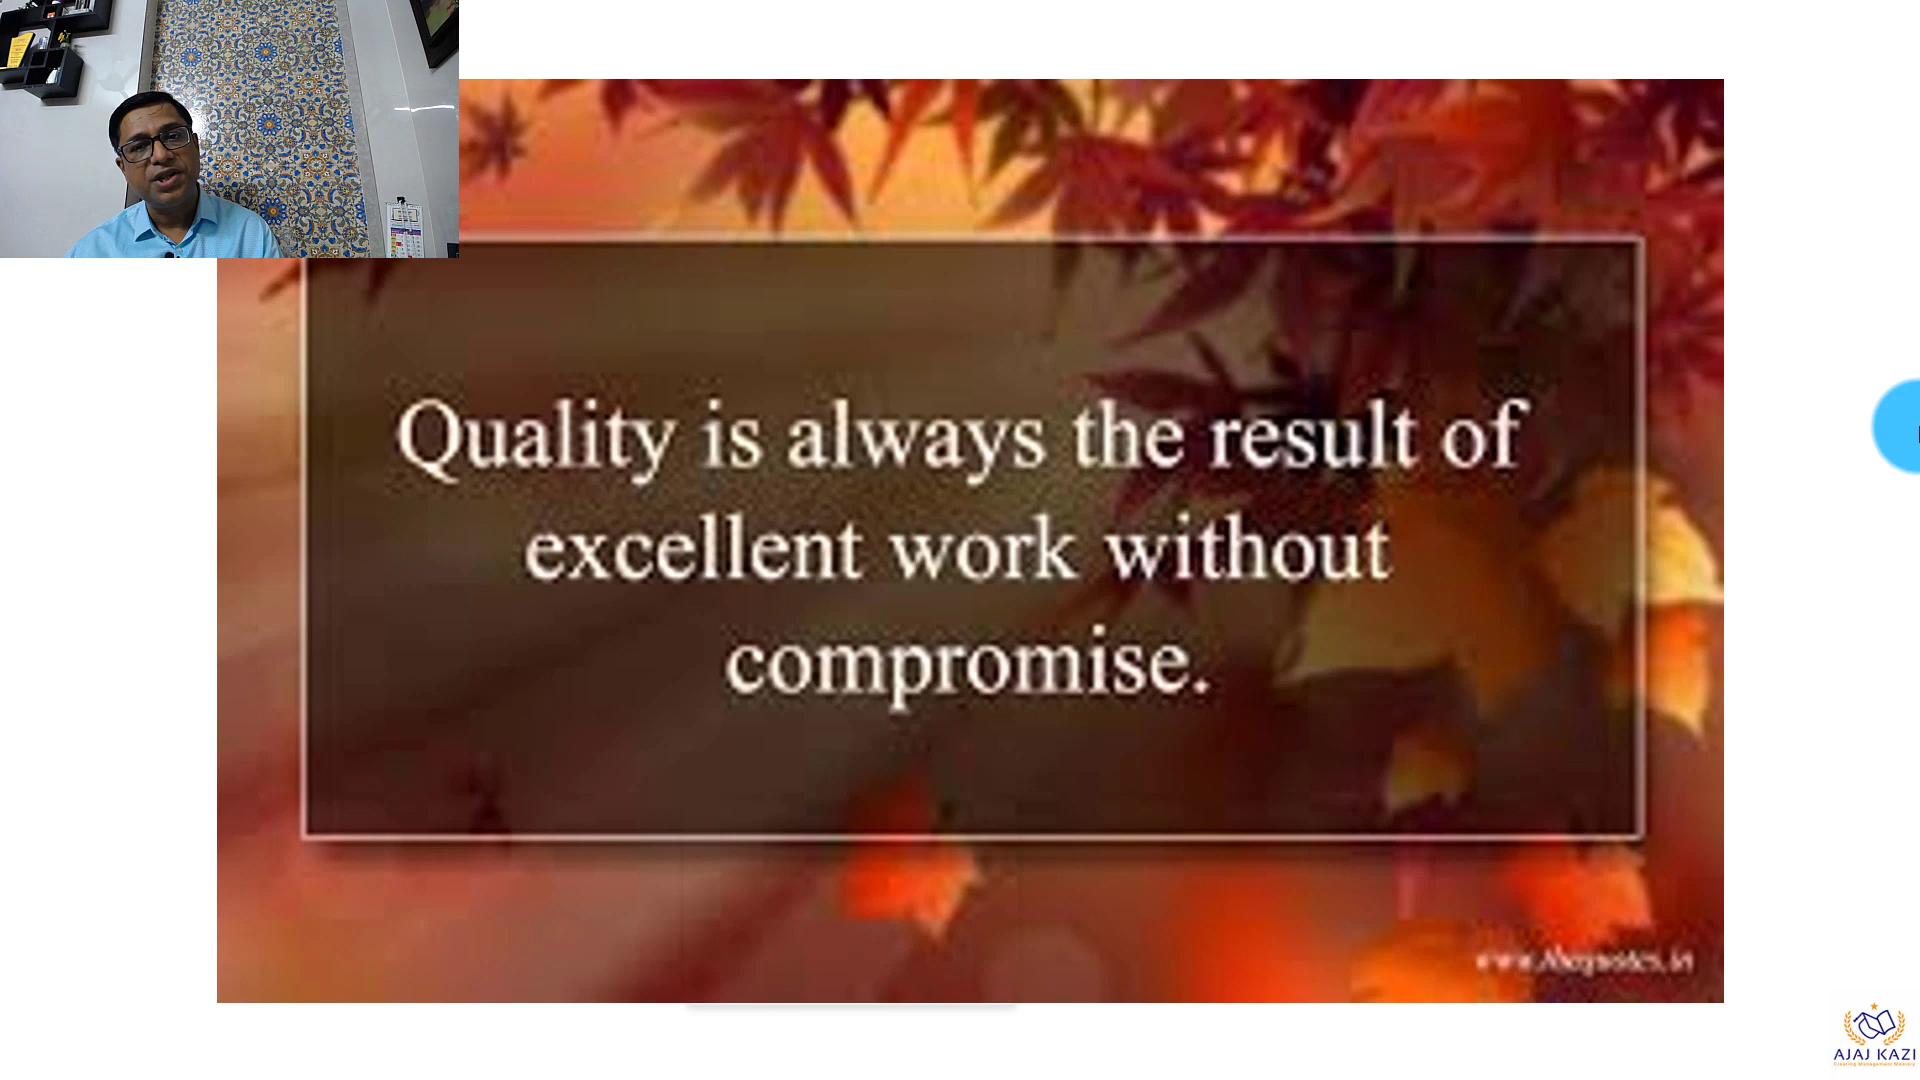 Quality is always the result of
excellent work without
compromise.
AJAJ KAZI